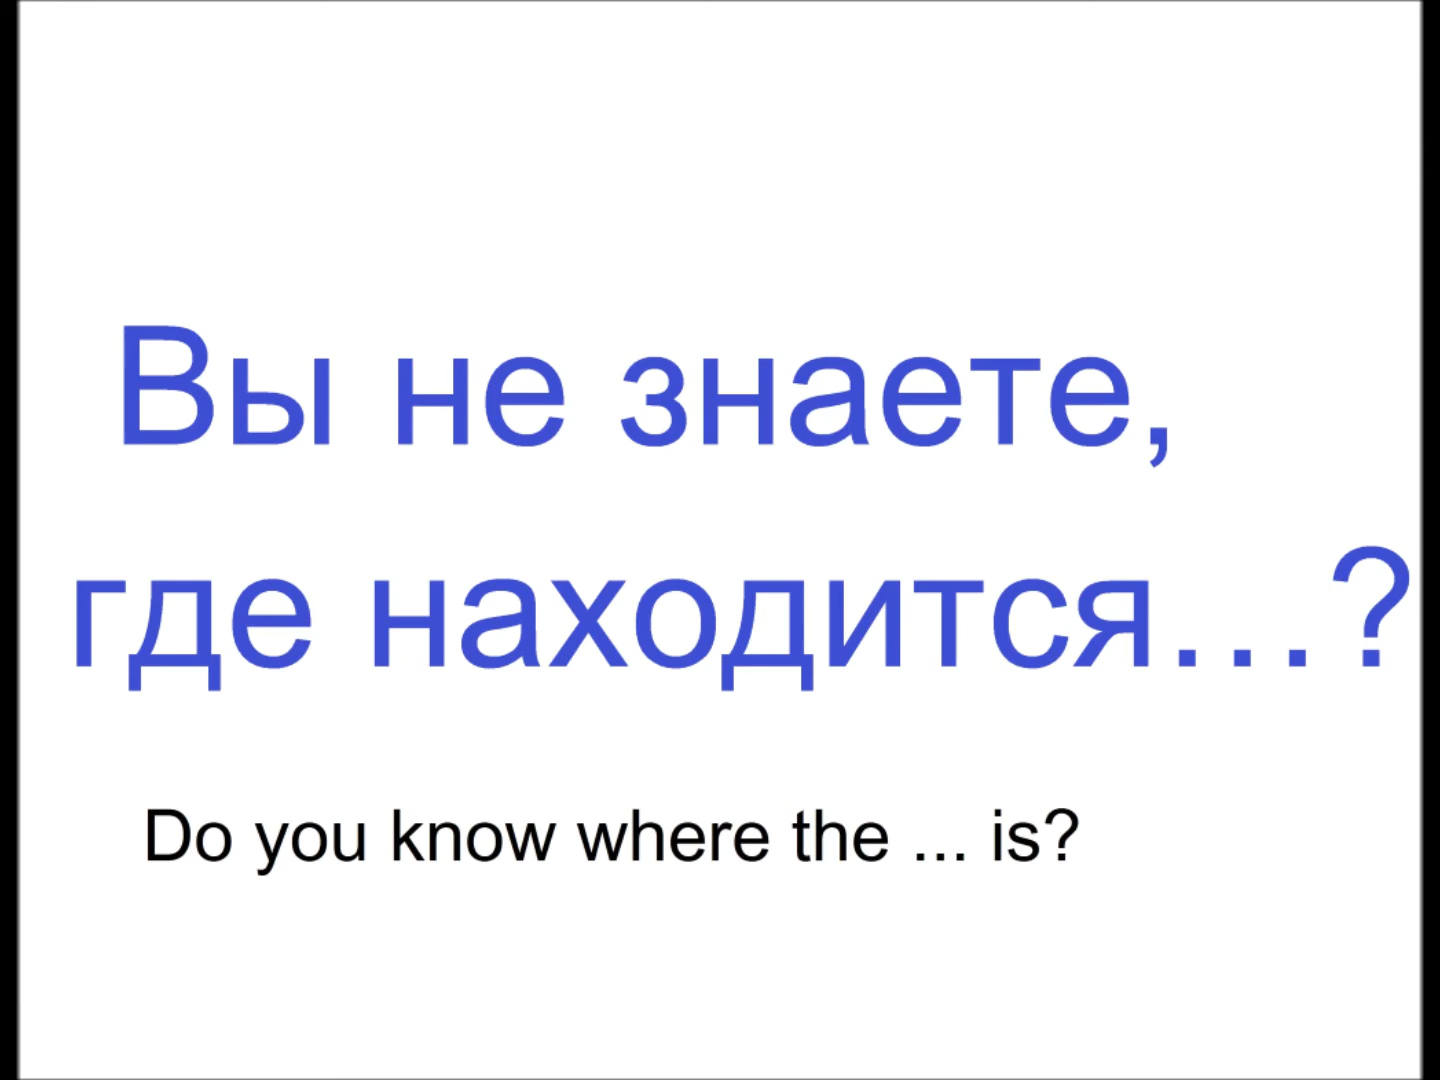 Вы не знаете,
где находится...?
Do you know where the ... is?